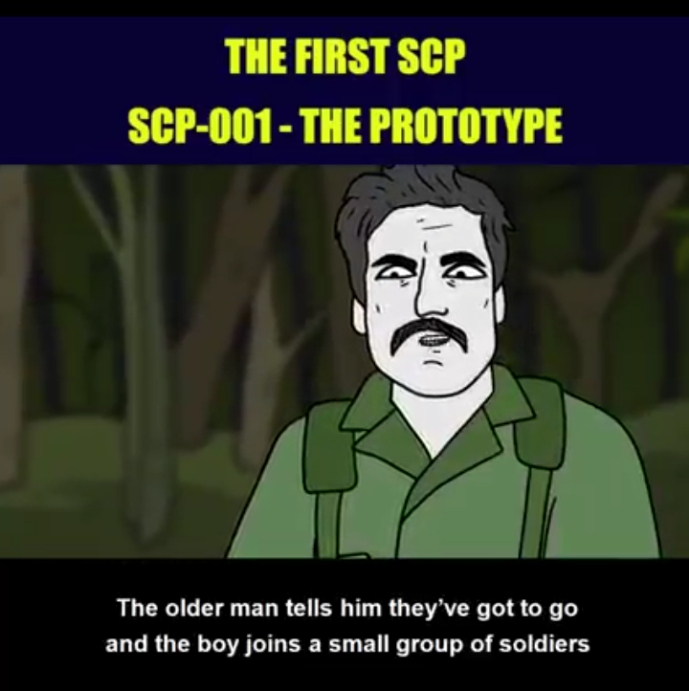 THE FIRST SCP
SCP-001 - THE PROTOTYPE
The older man tells him they've got to go
and the boy joins a small group of soldiers